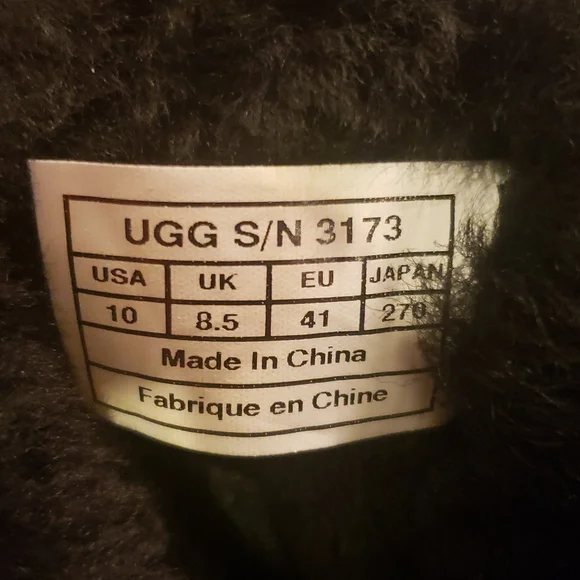 UGG S/N 3173
USA UK EU JAPAN
10 8.5 41 270
Made In China
Fabrique en Chine